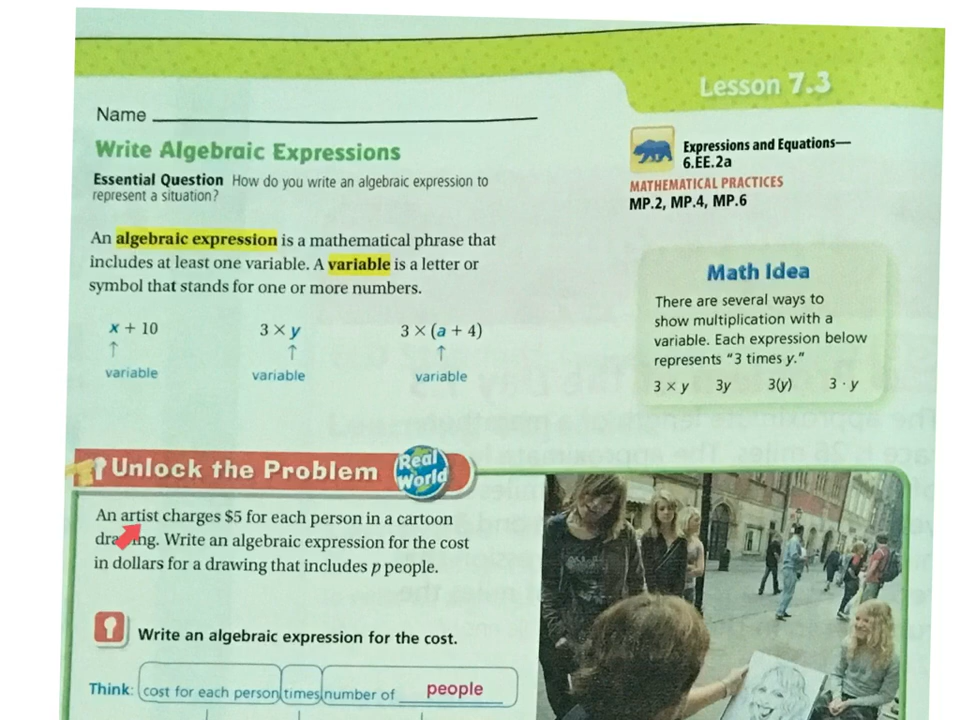 Lesson 7.3
Name
Write Algebraic Expressions
Essential Question How do you write an algebraic expression to
represent a situation?
Expressions and Equations—
6.EE.2a
MATHEMATICAL PRACTICES
MP.2, MP.4, MP.6
An algebraic expression is a mathematical phrase that
includes at least one variable. A variable is a letter or
symbol that stands for one or more numbers.
x + 10
↑
variable
3 × y
↑
variable
3 × (a + 4)
↑
variable
Math Idea
There are several ways to
show multiplication with a
variable. Each expression below
represents “3 times y.”
3 × y 3y 3(y) 3 · y
Unlock the Problem
Real
World
An artist charges $5 for each person in a cartoon
Write an algebraic expression for the cost
in dollars for a drawing that includes p people.
Write an algebraic expression for the cost.
Think: cost for each person times number of people